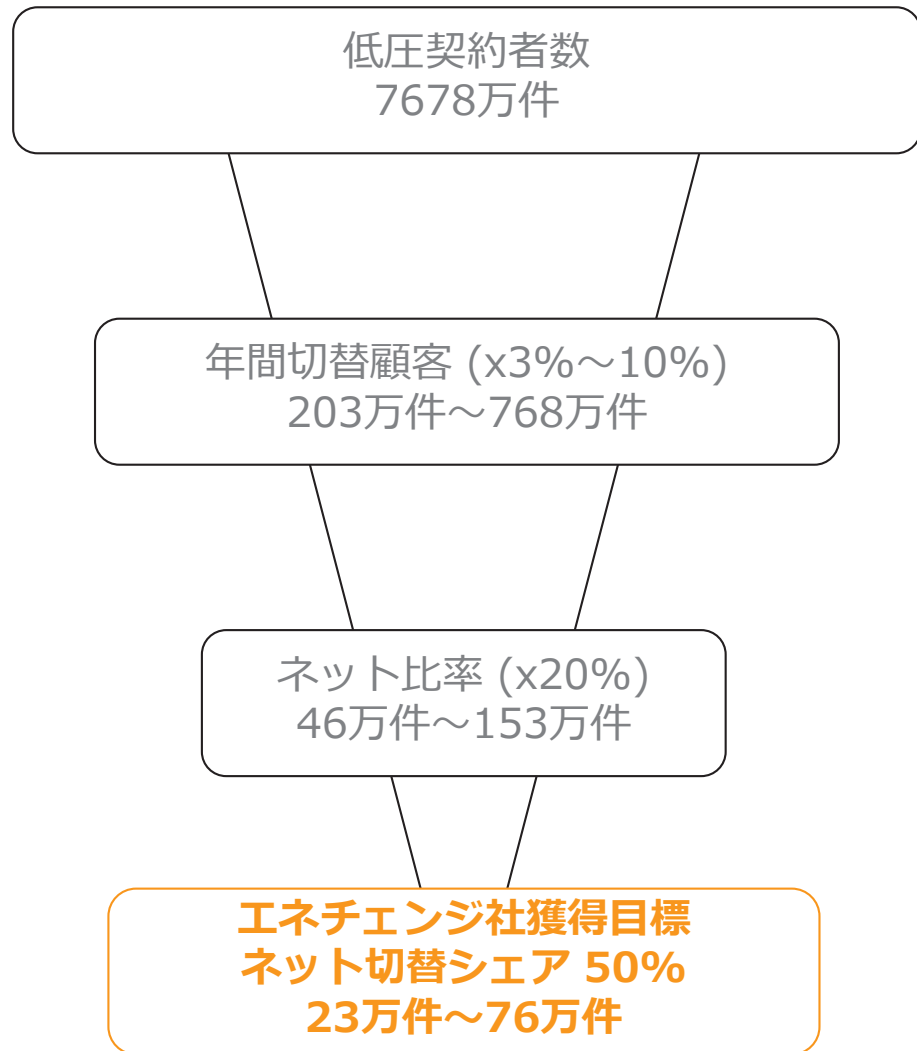 低圧契約者数
7678万件
年間切替顧客 (x3%～10%)
203万件～768万件
ネット比率 (x20%)
46万件～153万件
エネチェンジ社獲得目標
ネット切替シェア 50%
23万件～76万件